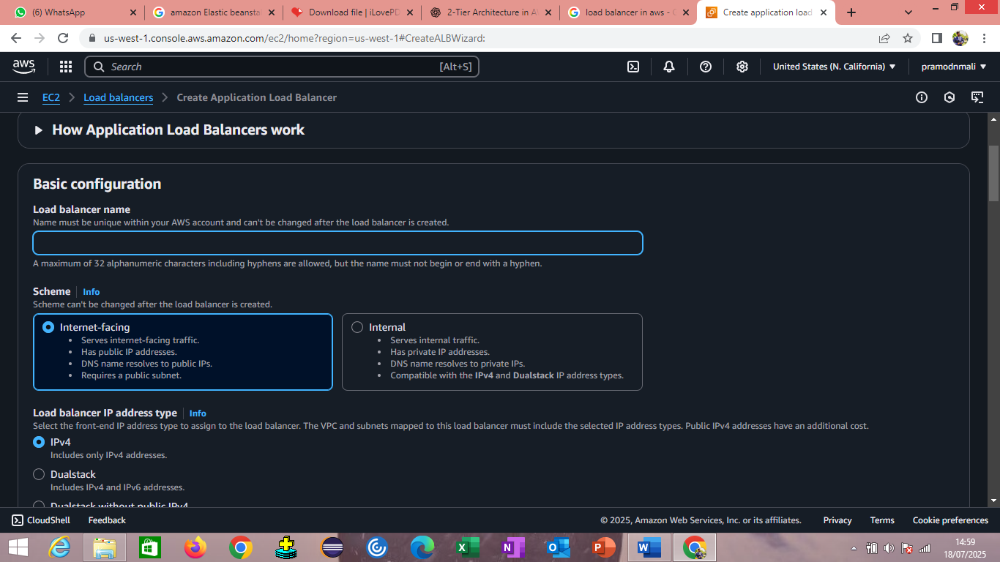 (6) WhatsApp
amazon Elastic beansta
Download file | iLovePD
2-Tier Architecture in A
load balancer in aws - G
Create application load
us-west-1.console.aws.amazon.com/ec2/home?region=us-west-1#CreateALBWizard:
aws
Search
[Alt+S]
United States (N. California)
pramodnmali
EC2
Load balancers
Create Application Load Balancer
How Application Load Balancers work
Basic configuration
Load balancer name
Name must be unique within your AWS account and can't be changed after the load balancer is created.
A maximum of 32 alphanumeric characters including hyphens are allowed, but the name must not begin or end with a hyphen.
Scheme Info
Scheme can't be changed after the load balancer is created.
Internet-facing
• Serves internet-facing traffic.
• Has public IP addresses.
• DNS name resolves to public IPs.
• Requires a public subnet.
Internal
• Serves internal traffic.
• Has private IP addresses.
• DNS name resolves to private IPs.
• Compatible with the IPv4 and Dualstack IP address types.
Load balancer IP address type Info
Select the front-end IP address type to assign to the load balancer. The VPC and subnets mapped to this load balancer must include the selected IP address types. Public IPv4 addresses have an additional cost.
IPv4
Includes only IPv4 addresses.
Dualstack
Includes IPv4 and IPv6 addresses.
Dualstack without public IPv4
CloudShell
Feedback
© 2025, Amazon Web Services, Inc. or its affiliates.
Privacy
Terms
Cookie preferences
14:59
18/07/2025